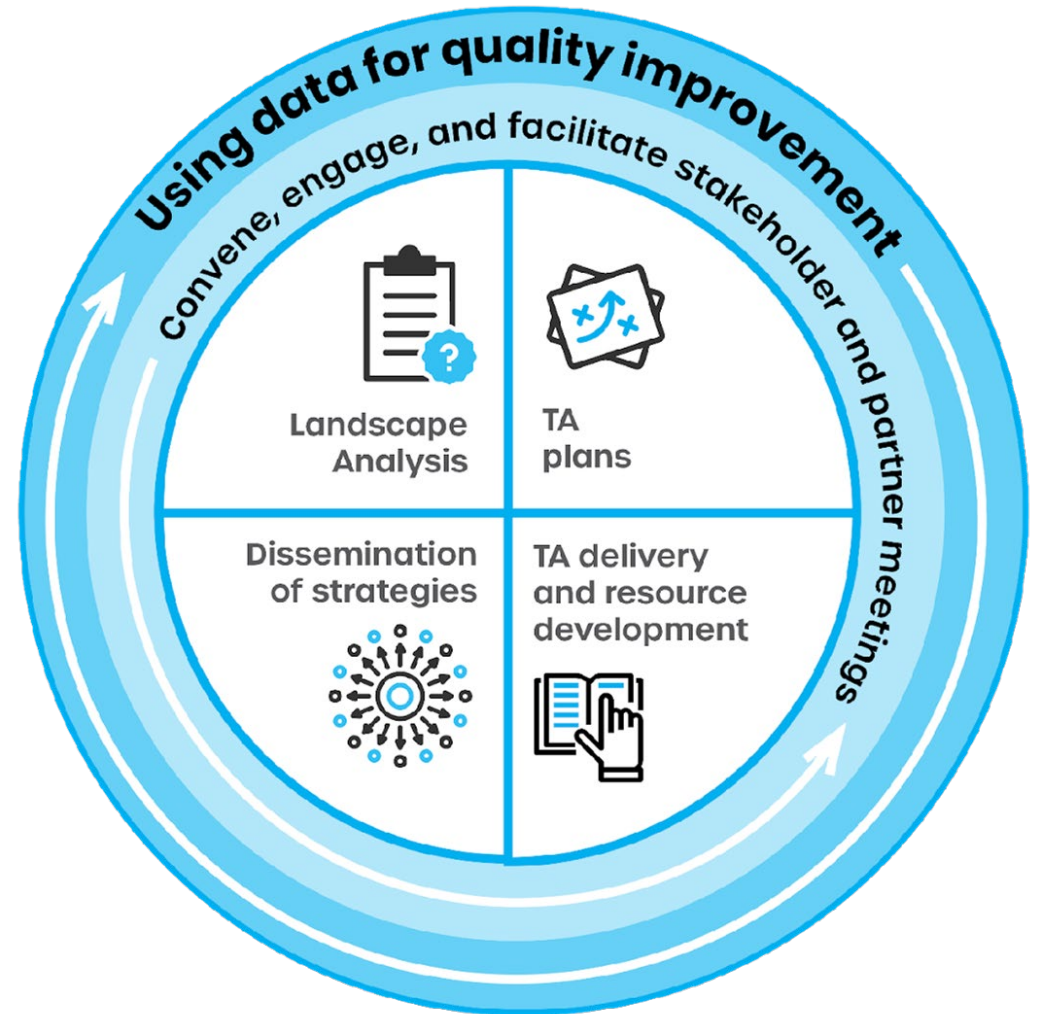 Using data for quality improvement
Convene, engage, and facilitate stakeholder and partner meetings
?
Landscape
Analysis
TA
plans
Dissemination
of strategies
TA delivery
and resource
development